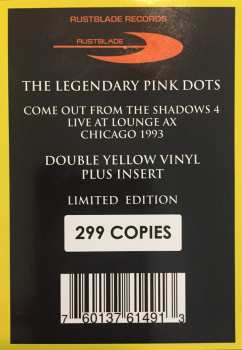 RUSTBLADE RECORDS
RUSTBLADE
THE LEGENDARY PINK DOTS
COME OUT FROM THE SHADOWS 4
LIVE AT LOUNGE AX
CHICAGO 1993
DOUBLE YELLOW VINYL
PLUS INSERT
LIMITED EDITION
299 COPIES
7 60137 61491 3